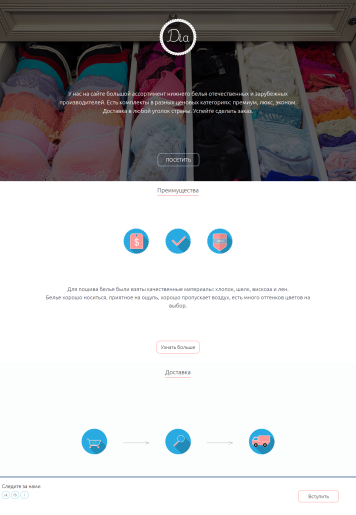 Dia
У нас на сайте большой ассортимент нижнего белья отечественных и зарубежных
производителей. Есть комплекты в разных ценовых категориях: премиум, люкс, эконом.
Доставка в любой уголок страны. Успейте сделать заказ.
ПОСЕТИТЬ
Преимущества
Для пошива белья были взяты качественные материалы: хлопок, шелк, вискоза и лен.
Белье хорошо носиться, приятное на ощупь, хорошо пропускает воздух, есть много оттенков цветов на
выбор.
Узнать больше
Доставка
Следите за нами
Вступить